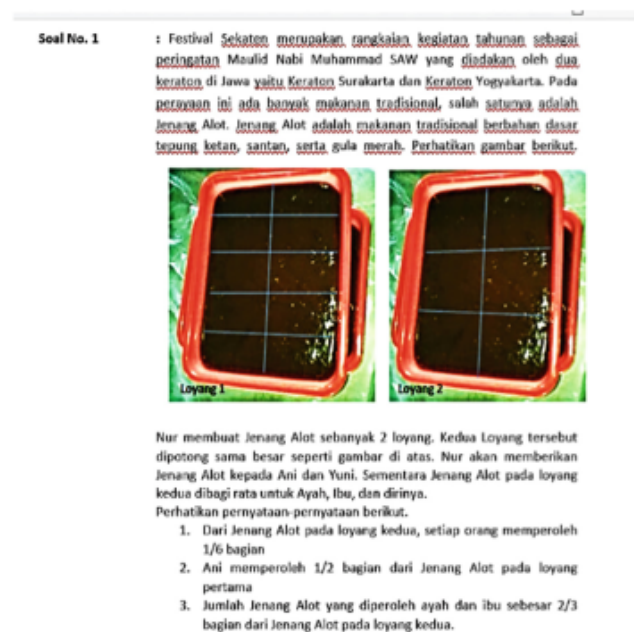 Soal No. 1 : Festival Sekaten merupakan rangkaian kegiatan tahunan sebagai
peringatan Maulid Nabi Muhammad SAW yang diadakan oleh dua
keraton di Jawa yaitu Keraton Surakarta dan Keraton Yogyakarta. Pada
perayaan ini ada banyak makanan tradisional, salah satunya adalah
Jenang Alot. Jenang Alot adalah makanan tradisional berbahan dasar
tepung ketan, santan, serta gula merah. Perhatikan gambar berikut.
Loyang 1
Loyang 2
Nur membuat Jenang Alot sebanyak 2 loyang. Kedua Loyang tersebut
dipotong sama besar seperti gambar di atas. Nur akan memberikan
Jenang Alot kepada Ani dan Yuni. Sementara Jenang Alot pada loyang
kedua dibagi rata untuk Ayah, Ibu, dan dirinya.
Perhatikan pernyataan-pernyataan berikut.
1. Dari Jenang Alot pada loyang kedua, setiap orang memperoleh
1/6 bagian
2. Ani memperoleh 1/2 bagian dari Jenang Alot pada loyang
pertama
3. Jumlah Jenang Alot yang diperoleh ayah dan ibu sebesar 2/3
bagian dari Jenang Alot pada loyang kedua.